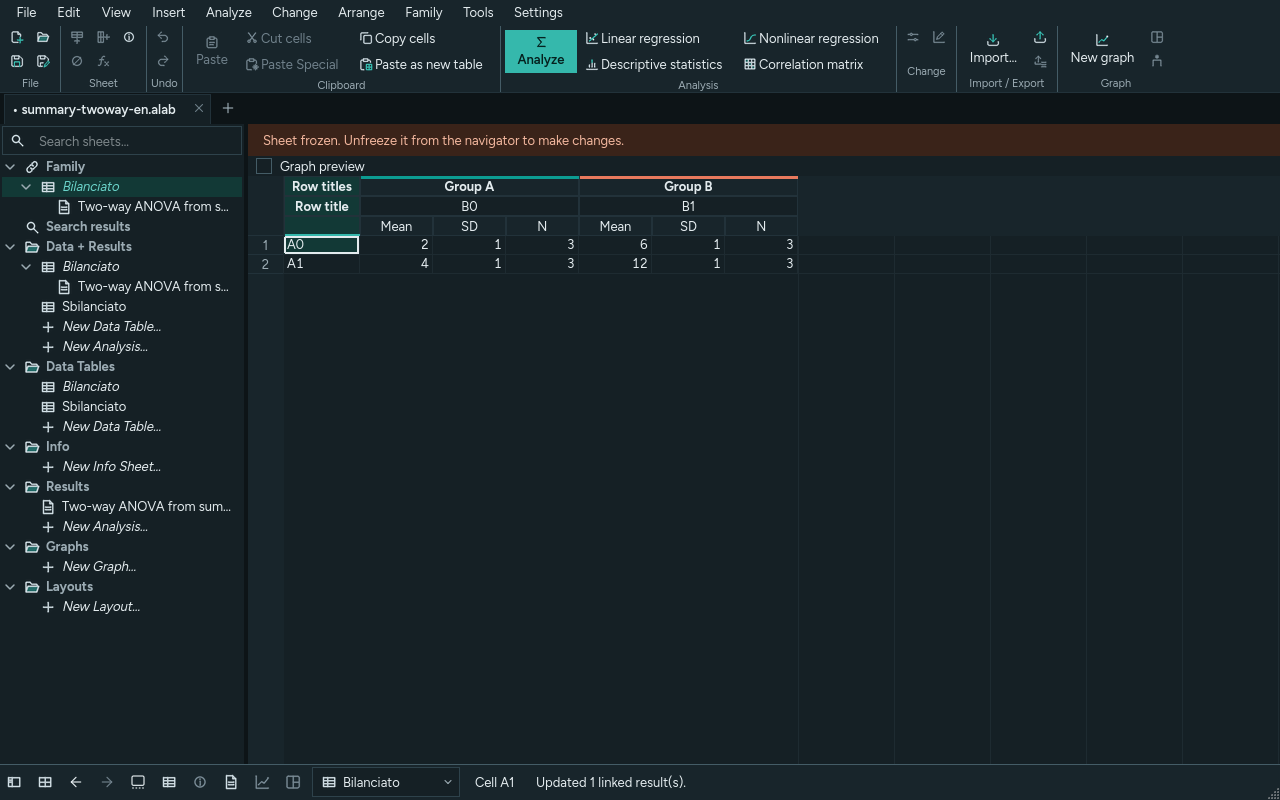 File Edit View Insert Analyze Change Arrange Family Tools Settings
Cut cells Copy cells Linear regression Nonlinear regression
Paste Paste Special Paste as new table Analyze Descriptive statistics Correlation matrix Import... New graph
File Sheet Undo Clipboard Analysis Change Import / Export Graph
• summary-twoway-en.alab
Search sheets...
Sheet frozen. Unfreeze it from the navigator to make changes.
Graph preview
Family
Bilanciato
Two-way ANOVA from s...
Search results
Data + Results
Bilanciato
Two-way ANOVA from s...
Sbilanciato
New Data Table...
New Analysis...
Data Tables
Bilanciato
Sbilanciato
New Data Table...
Info
New Info Sheet...
Results
Two-way ANOVA from sum...
New Analysis...
Graphs
New Graph...
Layouts
New Layout...
Row titles Group A Group B
Row title B0 B1
Mean SD N Mean SD N
1 A0 2 1 3 6 1 3
2 A1 4 1 3 12 1 3
Bilanciato Cell A1 Updated 1 linked result(s).